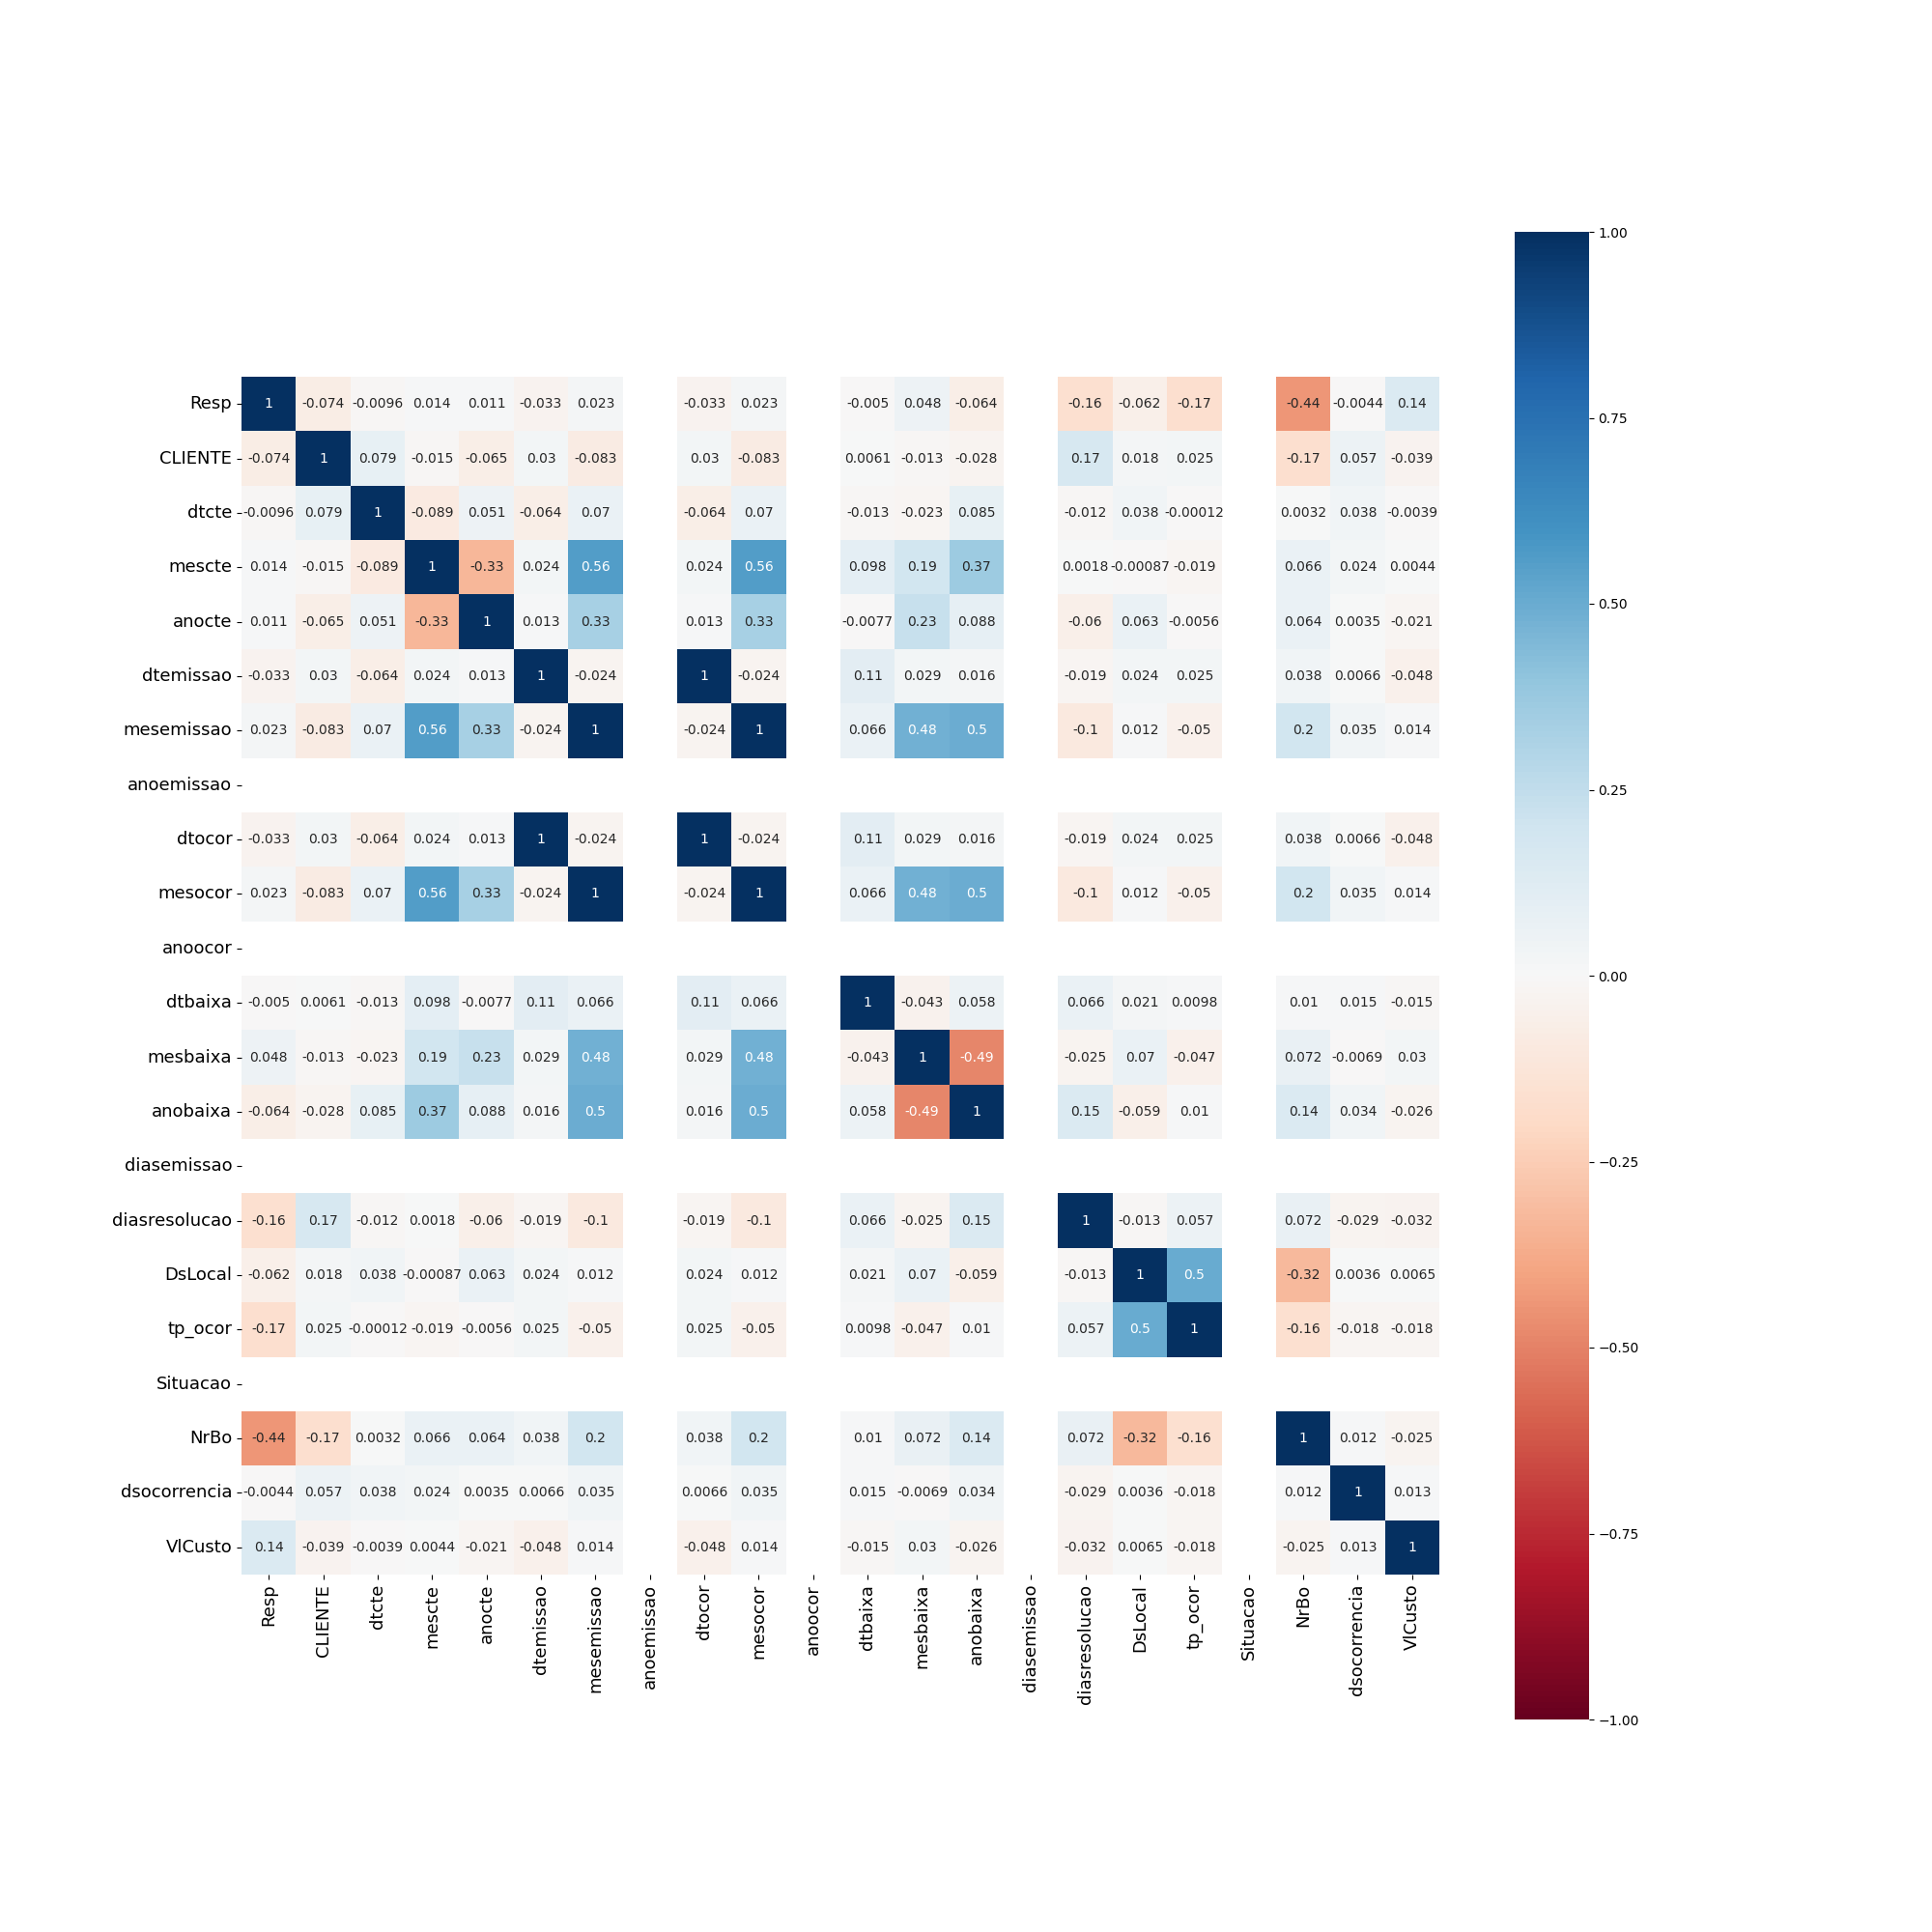 1.00
Resp 1 -0.074 -0.0096 0.014 0.011 -0.033 0.023 -0.033 0.023 -0.005 0.048 -0.064 -0.16 -0.062 -0.17 -0.44 -0.0044 0.14
0.75
CLIENTE -0.074 1 0.079 -0.015 -0.065 0.03 -0.083 0.03 -0.083 0.0061 -0.013 -0.028 0.17 0.018 0.025 -0.17 0.057 -0.039
dtcte -0.0096 0.079 1 -0.089 0.051 -0.064 0.07 -0.064 0.07 -0.013 -0.023 0.085 -0.012 0.038 -0.00012 0.0032 0.038 -0.0039
mescte 0.014 -0.015 -0.089 1 -0.33 0.024 0.56 0.024 0.56 0.098 0.19 0.37 0.0018 -0.00087 -0.019 0.066 0.024 0.0044
0.50
anocte 0.011 -0.065 0.051 -0.33 1 0.013 0.33 0.013 0.33 -0.0077 0.23 0.088 -0.06 0.063 -0.0056 0.064 0.0035 -0.021
dtemissao -0.033 0.03 -0.064 0.024 0.013 1 -0.024 1 -0.024 0.11 0.029 0.016 -0.019 0.024 0.025 0.038 0.0066 -0.048
mesemissao 0.023 -0.083 0.07 0.56 0.33 -0.024 1 -0.024 1 0.066 0.48 0.5 -0.1 0.012 -0.05 0.2 0.035 0.014
anoemissao
0.25
dtocor -0.033 0.03 -0.064 0.024 0.013 1 -0.024 1 -0.024 0.11 0.029 0.016 -0.019 0.024 0.025 0.038 0.0066 -0.048
mesocor 0.023 -0.083 0.07 0.56 0.33 -0.024 1 -0.024 1 0.066 0.48 0.5 -0.1 0.012 -0.05 0.2 0.035 0.014
anoocor
0.00
dtbaixa -0.005 0.0061 -0.013 0.098 -0.0077 0.11 0.066 0.11 0.066 1 -0.043 0.058 0.066 0.021 0.0098 0.01 0.015 -0.015
mesbaixa 0.048 -0.013 -0.023 0.19 0.23 0.029 0.48 0.029 0.48 -0.043 1 -0.49 -0.025 0.07 -0.047 0.072 -0.0069 0.03
anobaixa -0.064 -0.028 0.085 0.37 0.088 0.016 0.5 0.016 0.5 0.058 -0.49 1 0.15 -0.059 0.01 0.14 0.034 -0.026
diasemissao
−0.25
diasresolucao -0.16 0.17 -0.012 0.0018 -0.06 -0.019 -0.1 -0.019 -0.1 0.066 -0.025 0.15 1 -0.013 0.057 0.072 -0.029 -0.032
DsLocal -0.062 0.018 0.038 -0.00087 0.063 0.024 0.012 0.024 0.012 0.021 0.07 -0.059 -0.013 1 0.5 -0.32 0.0036 0.0065
tp_ocor -0.17 0.025 -0.00012 -0.019 -0.0056 0.025 -0.05 0.025 -0.05 0.0098 -0.047 0.01 0.057 0.5 1 -0.16 -0.018 -0.018
−0.50
Situacao
NrBo -0.44 -0.17 0.0032 0.066 0.064 0.038 0.2 0.038 0.2 0.01 0.072 0.14 0.072 -0.32 -0.16 1 0.012 -0.025
dsocorrencia -0.0044 0.057 0.038 0.024 0.0035 0.0066 0.035 0.0066 0.035 0.015 -0.0069 0.034 -0.029 0.0036 -0.018 0.012 1 0.013
−0.75
VlCusto 0.14 -0.039 -0.0039 0.0044 -0.021 -0.048 0.014 -0.048 0.014 -0.015 0.03 -0.026 -0.032 0.0065 -0.018 -0.025 0.013 1
Resp CLIENTE dtcte mescte anocte dtemissao mesemissao anoemissao dtocor mesocor anoocor dtbaixa mesbaixa anobaixa diasemissao diasresolucao DsLocal tp_ocor Situacao NrBo dsocorrencia VlCusto
−1.00